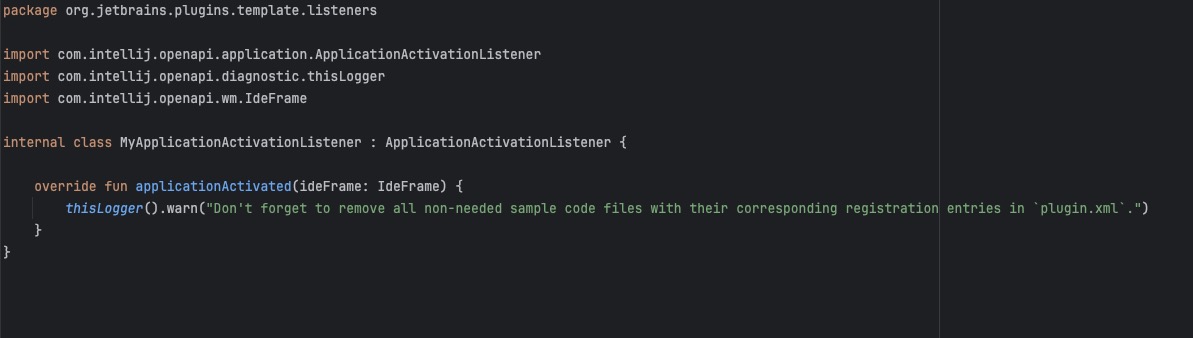 package org.jetbrains.plugins.template.listeners
import com.intellij.openapi.application.ApplicationActivationListener
import com.intellij.openapi.diagnostic.thisLogger
import com.intellij.openapi.wm.IdeFrame
internal class MyApplicationActivationListener : ApplicationActivationListener {
    override fun applicationActivated(ideFrame: IdeFrame) {
        thisLogger().warn("Don't forget to remove all non-needed sample code files with their corresponding registration entries in `plugin.xml`.")
    }
}